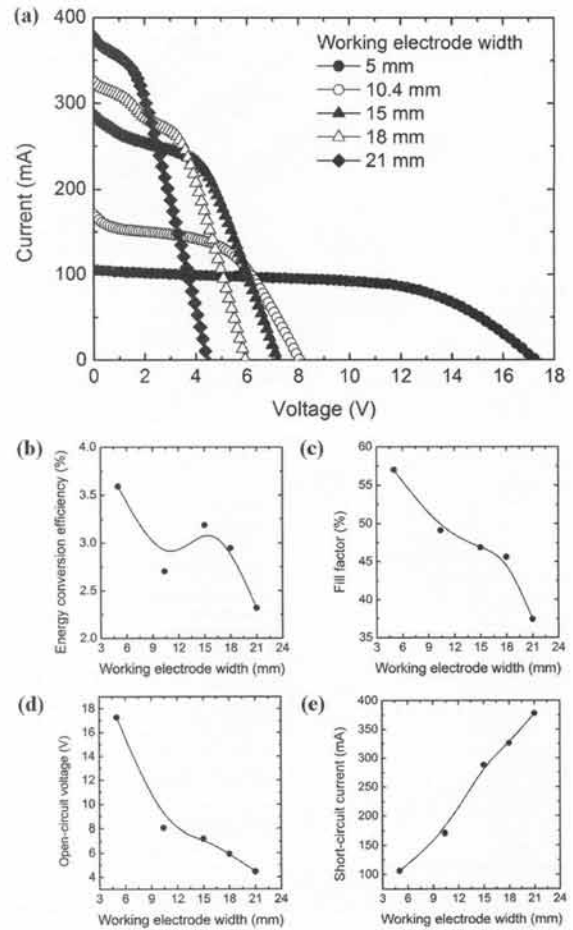 (a)
400
300
200
100
0
Current (mA)
0 2 4 6 8 10 12 14 16 18
Voltage (V)
Working electrode width
5 mm
10.4 mm
15 mm
18 mm
21 mm
(b)
4.0
3.5
3.0
2.5
2.0
Energy conversion efficiency (%)
3 6 9 12 15 18 21 24
Working electrode width (mm)
(c)
60
55
50
45
40
35
Fill factor (%)
3 6 9 12 15 18 21 24
Working electrode width (mm)
(d)
18
16
14
12
10
8
6
4
Open-circuit voltage (V)
3 6 9 12 15 18 21 24
Working electrode width (mm)
(e)
400
350
300
250
200
150
100
Short-circuit current (mA)
3 6 9 12 15 18 21 24
Working electrode width (mm)